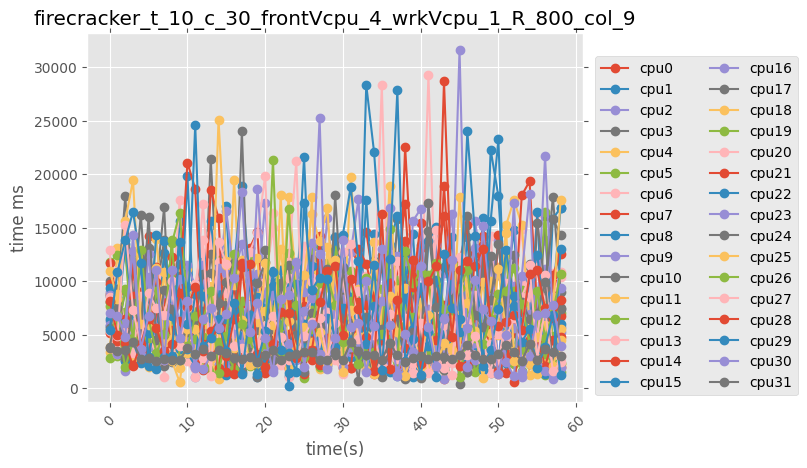 firecracker_t_10_c_30_frontVcpu_4_wrkVcpu_1_R_800_col_9
time ms
30000
25000
20000
15000
10000
5000
0
0
10
20
30
40
50
60
time(s)
cpu0
cpu1
cpu2
cpu3
cpu4
cpu5
cpu6
cpu7
cpu8
cpu9
cpu10
cpu11
cpu12
cpu13
cpu14
cpu15
cpu16
cpu17
cpu18
cpu19
cpu20
cpu21
cpu22
cpu23
cpu24
cpu25
cpu26
cpu27
cpu28
cpu29
cpu30
cpu31